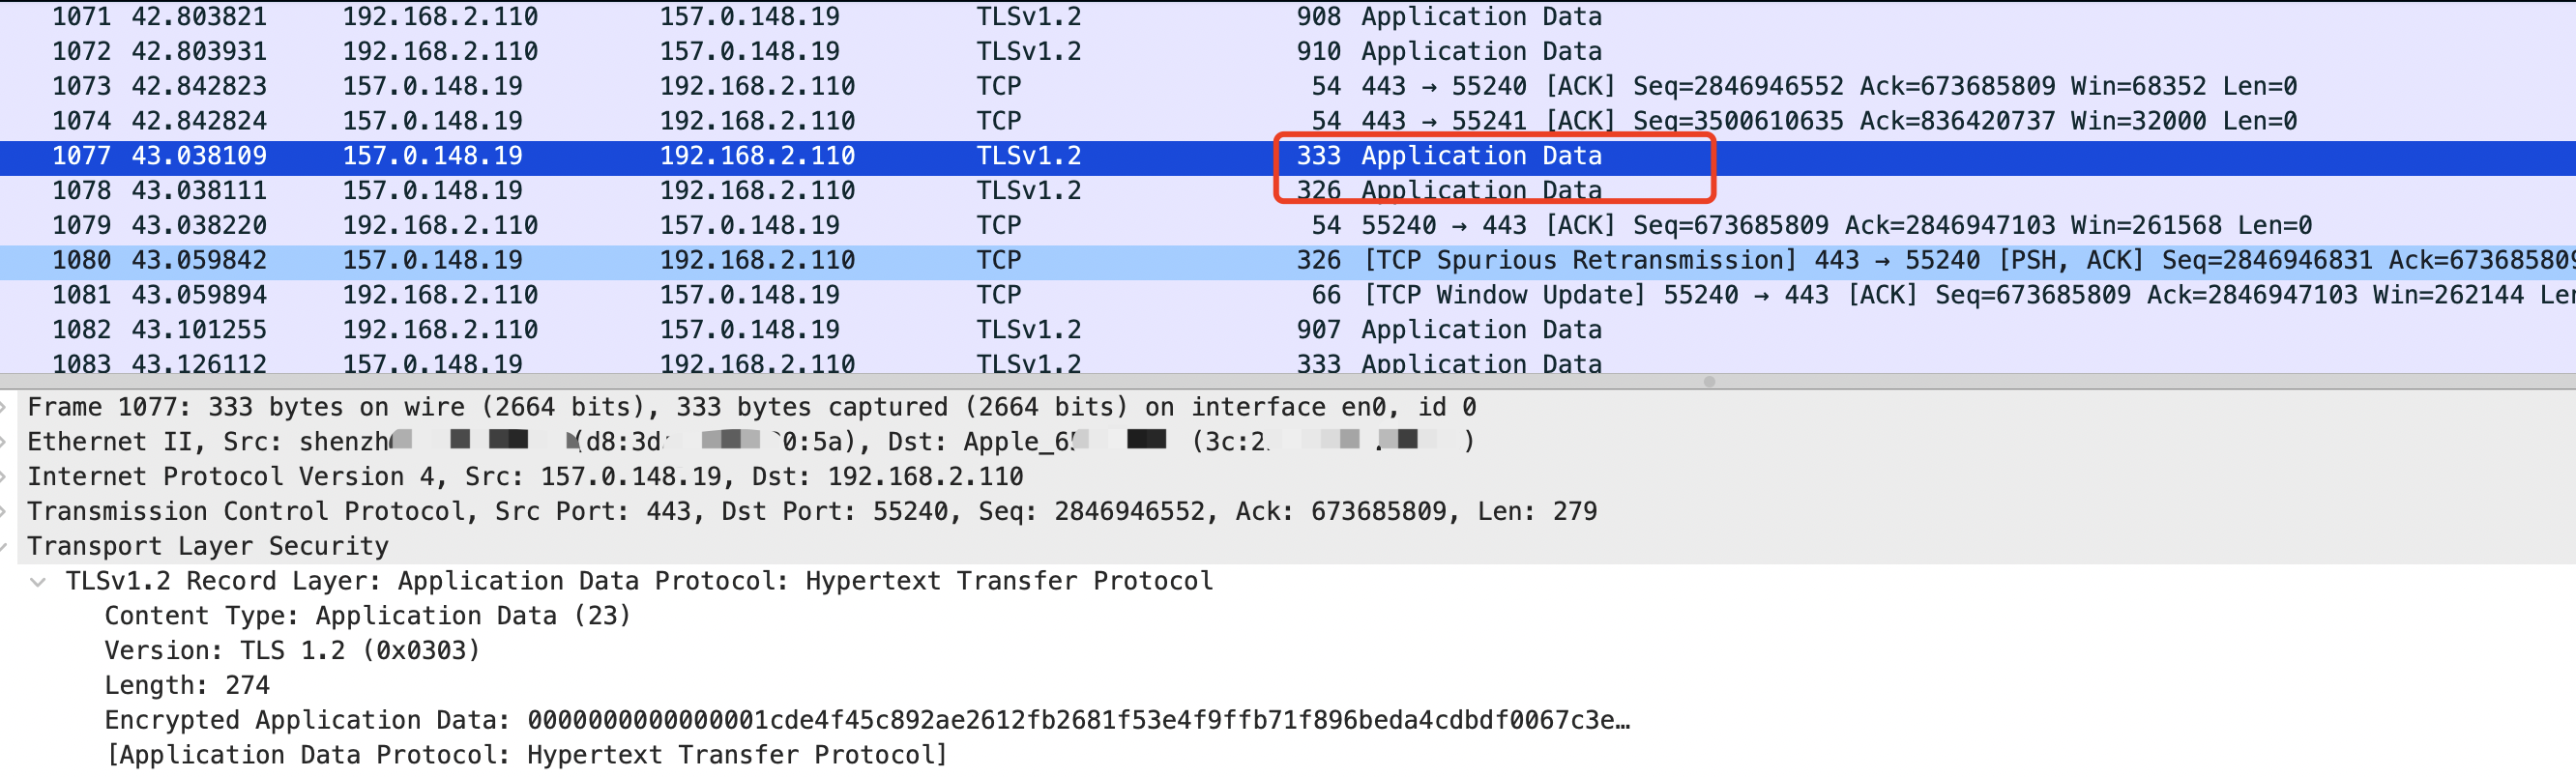 1071 42.803821 192.168.2.110 157.0.148.19 TLSv1.2 908 Application Data
1072 42.803931 192.168.2.110 157.0.148.19 TLSv1.2 910 Application Data
1073 42.842823 157.0.148.19 192.168.2.110 TCP 54 443 → 55240 [ACK] Seq=2846946552 Ack=673685809 Win=68352 Len=0
1074 42.842824 157.0.148.19 192.168.2.110 TCP 54 443 → 55241 [ACK] Seq=3500610635 Ack=836420737 Win=32000 Len=0
1077 43.038109 157.0.148.19 192.168.2.110 TLSv1.2 333 Application Data
1078 43.038111 157.0.148.19 192.168.2.110 TLSv1.2 326 Application Data
1079 43.038220 192.168.2.110 157.0.148.19 TCP 54 55240 → 443 [ACK] Seq=673685809 Ack=2846947103 Win=261568 Len=0
1080 43.059842 157.0.148.19 192.168.2.110 TCP 326 [TCP Spurious Retransmission] 443 → 55240 [PSH, ACK] Seq=2846946831 Ack=673685809
1081 43.059894 192.168.2.110 157.0.148.19 TCP 66 [TCP Window Update] 55240 → 443 [ACK] Seq=673685809 Ack=2846947103 Win=262144 Len
1082 43.101255 192.168.2.110 157.0.148.19 TLSv1.2 907 Application Data
1083 43.126112 157.0.148.19 192.168.2.110 TLSv1.2 333 Application Data
Frame 1077: 333 bytes on wire (2664 bits), 333 bytes captured (2664 bits) on interface en0, id 0
Ethernet II, Src: shenzh (d8:3d: 0:5a), Dst: Apple_6 (3c:2 )
Internet Protocol Version 4, Src: 157.0.148.19, Dst: 192.168.2.110
Transmission Control Protocol, Src Port: 443, Dst Port: 55240, Seq: 2846946552, Ack: 673685809, Len: 279
Transport Layer Security
TLSv1.2 Record Layer: Application Data Protocol: Hypertext Transfer Protocol
Content Type: Application Data (23)
Version: TLS 1.2 (0x0303)
Length: 274
Encrypted Application Data: 0000000000000001cde4f45c892ae2612fb2681f53e4f9ffb71f896beda4cdbdf0067c3e…
[Application Data Protocol: Hypertext Transfer Protocol]